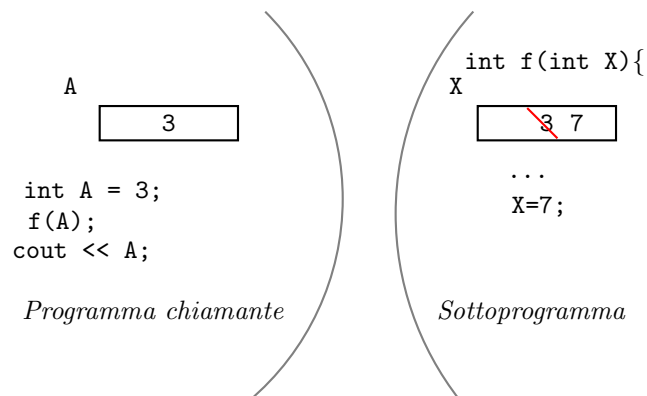 A
3
int A = 3;
f(A);
cout << A;
Programma chiamante
int f(int X){
X
3 7
...
X=7;
Sottoprogramma